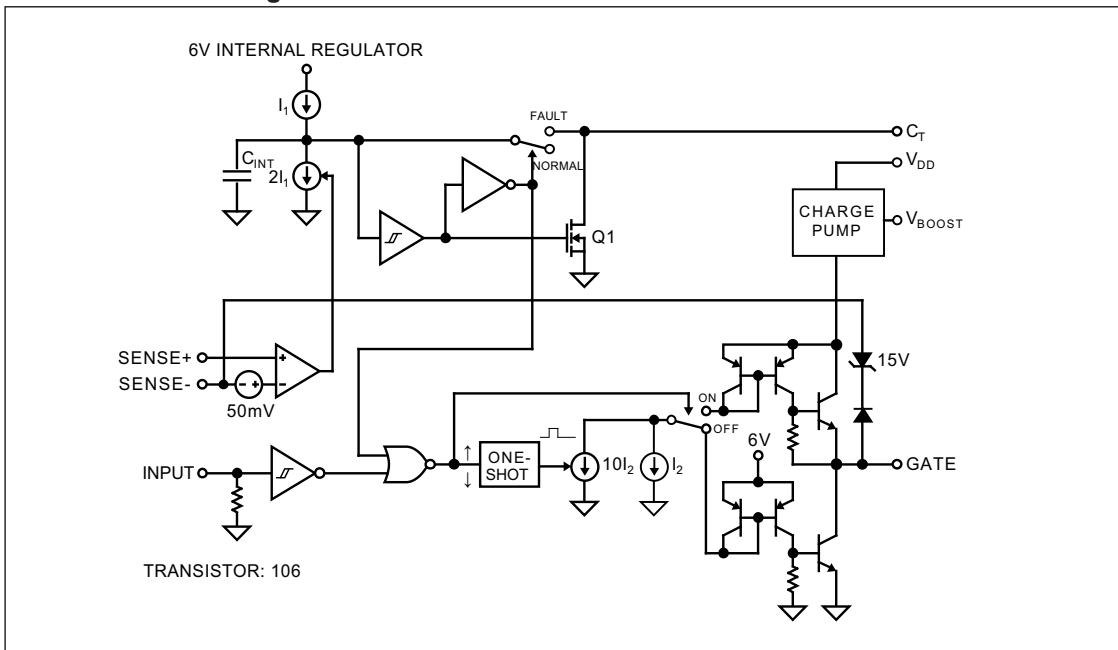 6V INTERNAL REGULATOR
I1
FAULT
CT
CINT
2I1
NORMAL
VDD
CHARGE
PUMP
VBOOST
Q1
SENSE+
+
15V
SENSE-
- +
-
50mV
ON
OFF
6V
INPUT
↑
↓
ONE-
SHOT
10I2
I2
GATE
TRANSISTOR: 106